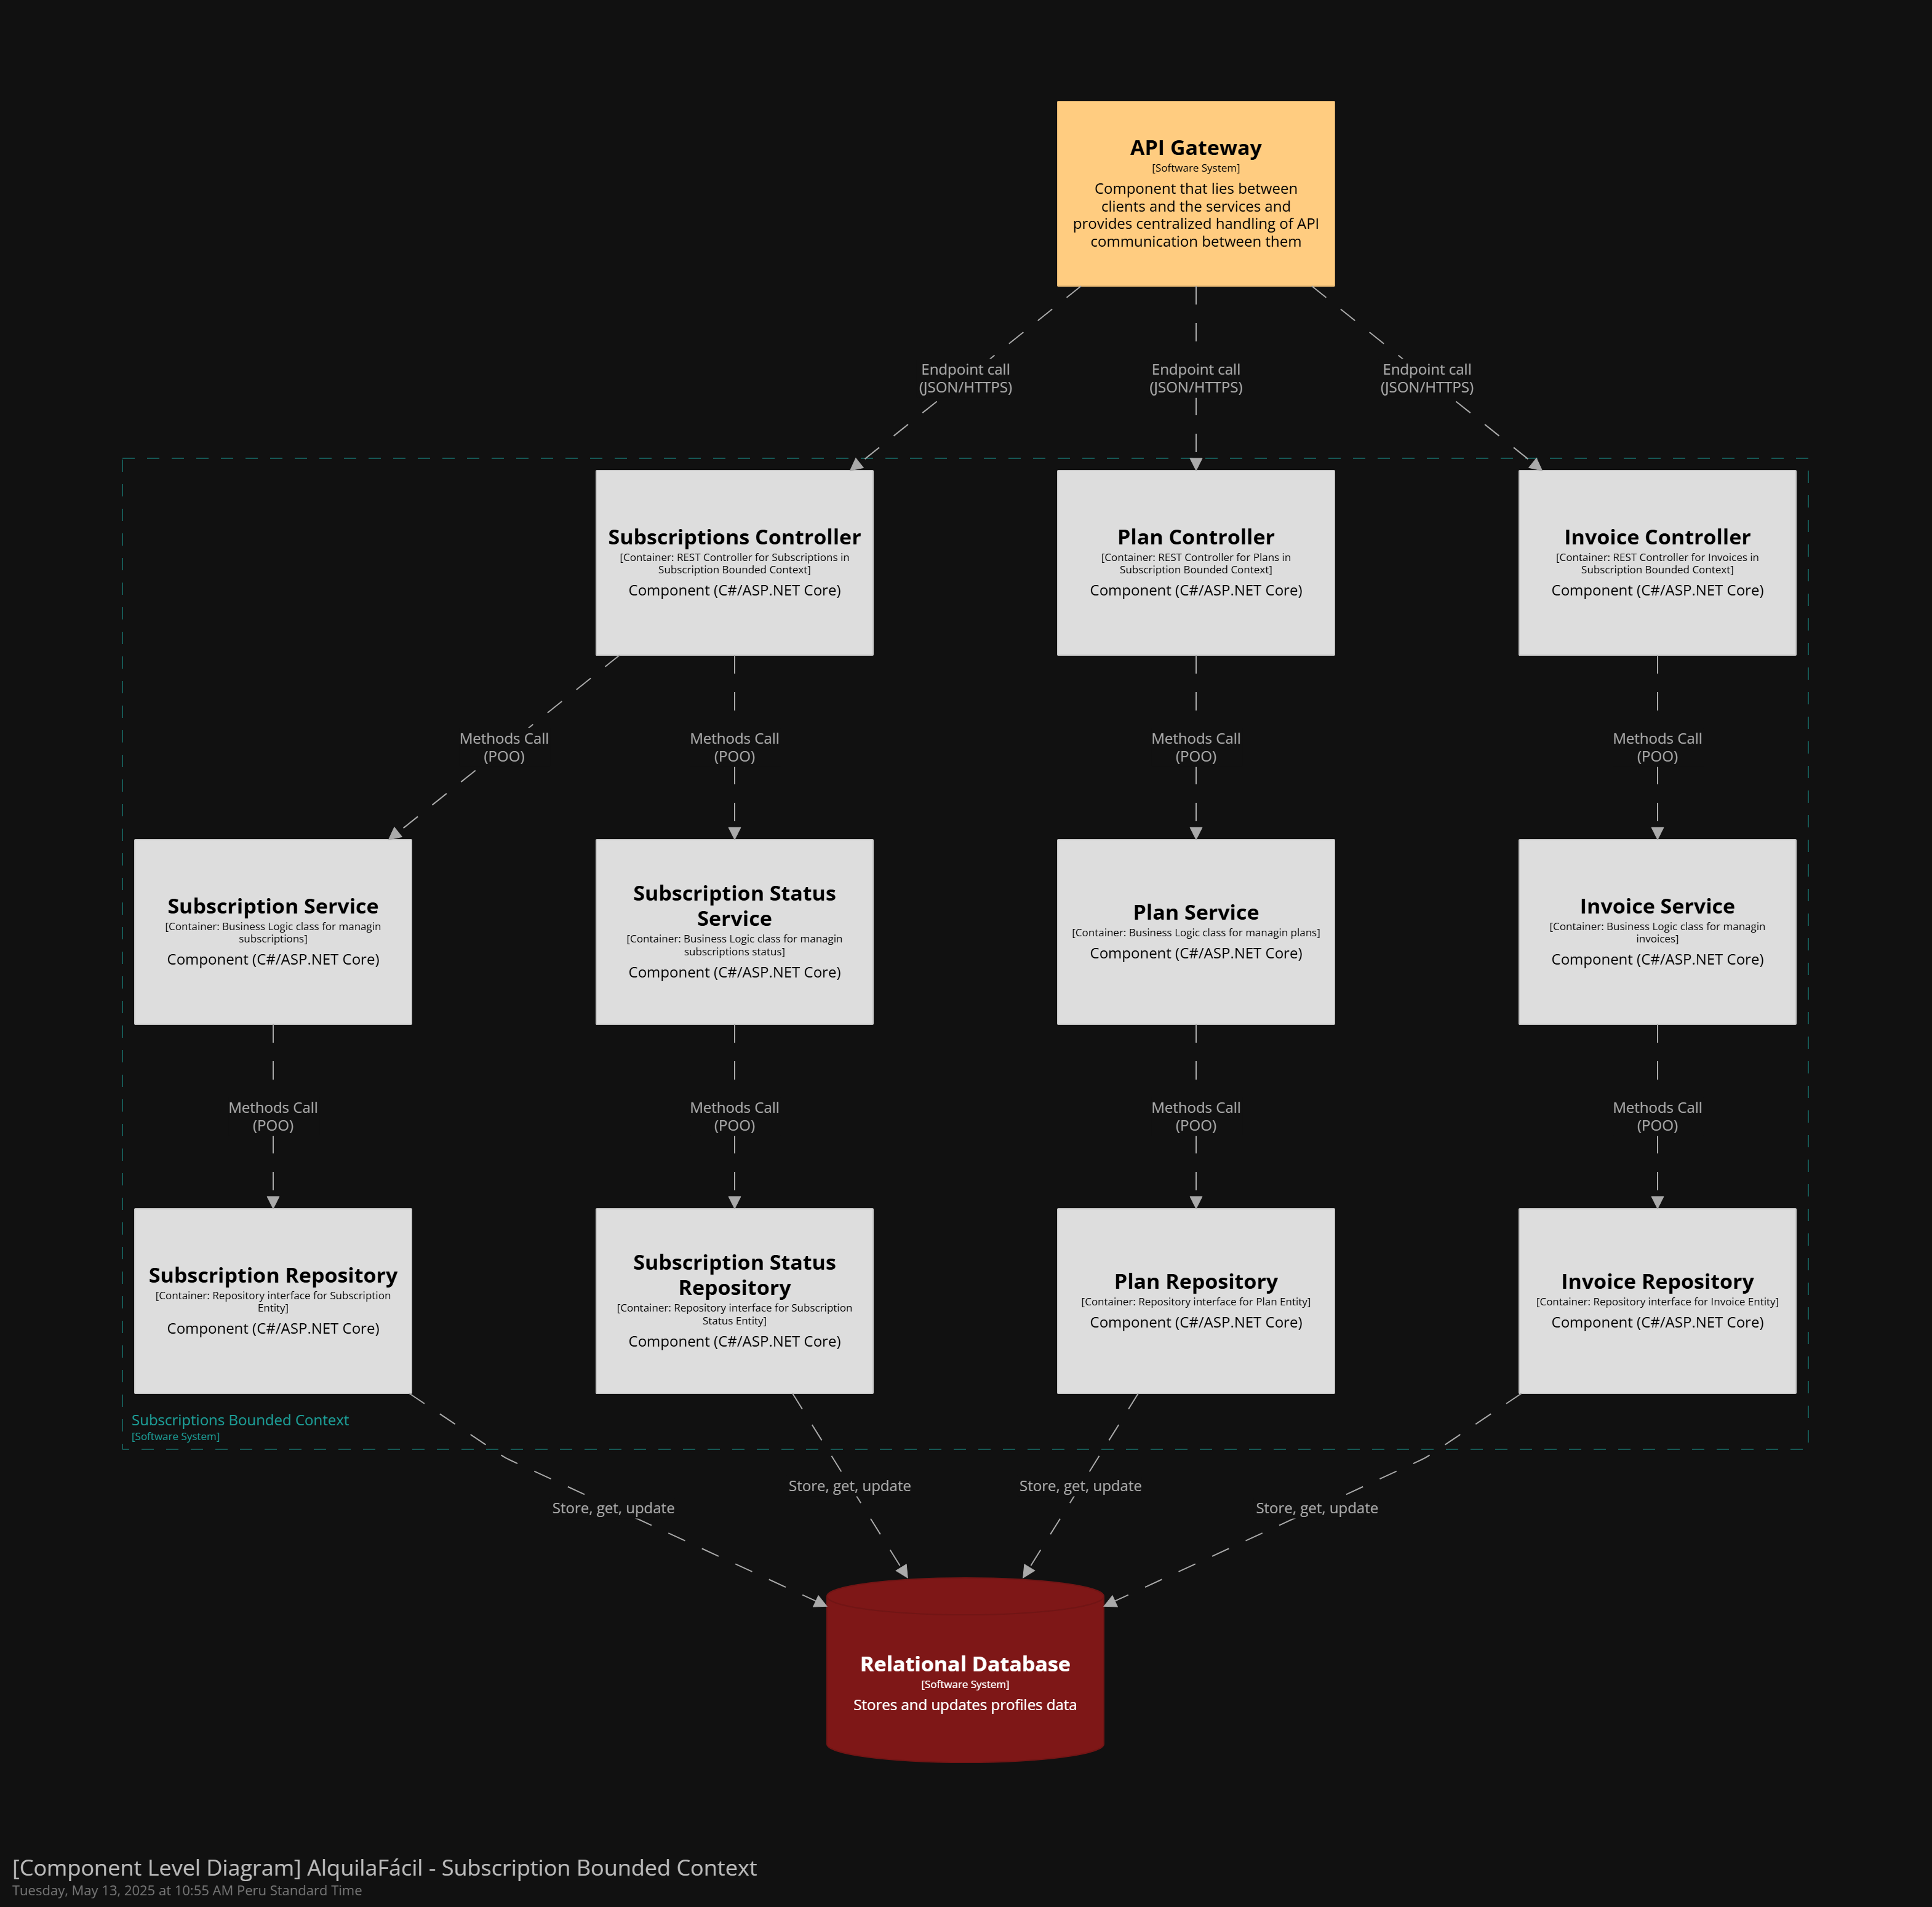 API Gateway
[Software System]
Component that lies between
clients and the services and
provides centralized handling of API
communication between them
Endpoint call
(JSON/HTTPS)
Endpoint call
(JSON/HTTPS)
Endpoint call
(JSON/HTTPS)
Subscriptions Controller
[Container: REST Controller for Subscriptions in
Subscription Bounded Context]
Component (C#/ASP.NET Core)
Plan Controller
[Container: REST Controller for Plans in
Subscription Bounded Context]
Component (C#/ASP.NET Core)
Invoice Controller
[Container: REST Controller for Invoices in
Subscription Bounded Context]
Component (C#/ASP.NET Core)
Methods Call
(POO)
Methods Call
(POO)
Methods Call
(POO)
Methods Call
(POO)
Subscription Service
[Container: Business Logic class for managin
subscriptions]
Component (C#/ASP.NET Core)
Subscription Status
Service
[Container: Business Logic class for managin
subscriptions status]
Component (C#/ASP.NET Core)
Plan Service
[Container: Business Logic class for managin plans]
Component (C#/ASP.NET Core)
Invoice Service
[Container: Business Logic class for managin
invoices]
Component (C#/ASP.NET Core)
Methods Call
(POO)
Methods Call
(POO)
Methods Call
(POO)
Methods Call
(POO)
Subscription Repository
[Container: Repository interface for Subscription
Entity]
Component (C#/ASP.NET Core)
Subscription Status
Repository
[Container: Repository interface for Subscription
Status Entity]
Component (C#/ASP.NET Core)
Plan Repository
[Container: Repository interface for Plan Entity]
Component (C#/ASP.NET Core)
Invoice Repository
[Container: Repository interface for Invoice Entity]
Component (C#/ASP.NET Core)
Subscriptions Bounded Context
[Software System]
Store, get, update
Store, get, update
Store, get, update
Store, get, update
Relational Database
[Software System]
Stores and updates profiles data
[Component Level Diagram] AlquilaFácil - Subscription Bounded Context
Tuesday, May 13, 2025 at 10:55 AM Peru Standard Time